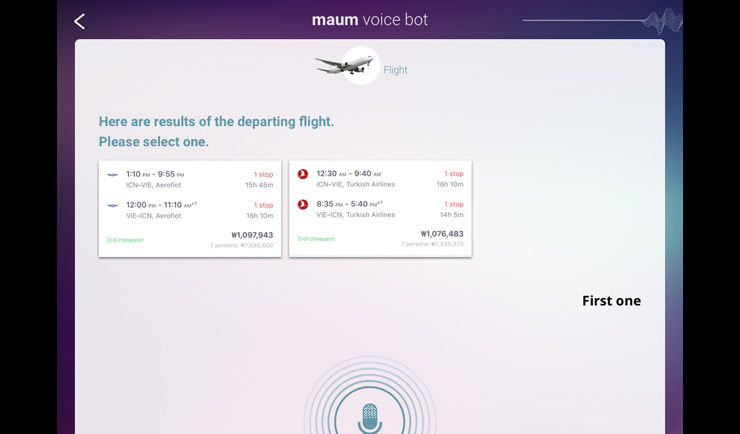 maum voice bot
Flight
Here are results of the departing flight.
Please select one.
1:10 PM - 9:55 PM 1 stop
ICN-VIE, Aeroflot 15h 45m
12:00 PM - 11:10 AM+1 1 stop
VIE-ICN, Aeroflot 16h 10m
₩1,097,943
3rd cheapest
7 persons: ₩7,685,600
12:30 AM - 9:40 AM 1 stop
ICN-VIE, Turkish Airlines 16h 10m
8:35 PM - 5:40 PM+1 1 stop
VIE-ICN, Turkish Airlines 14h 5m
₩1,076,483
2nd cheapest
7 persons: ₩7,535,378
First one